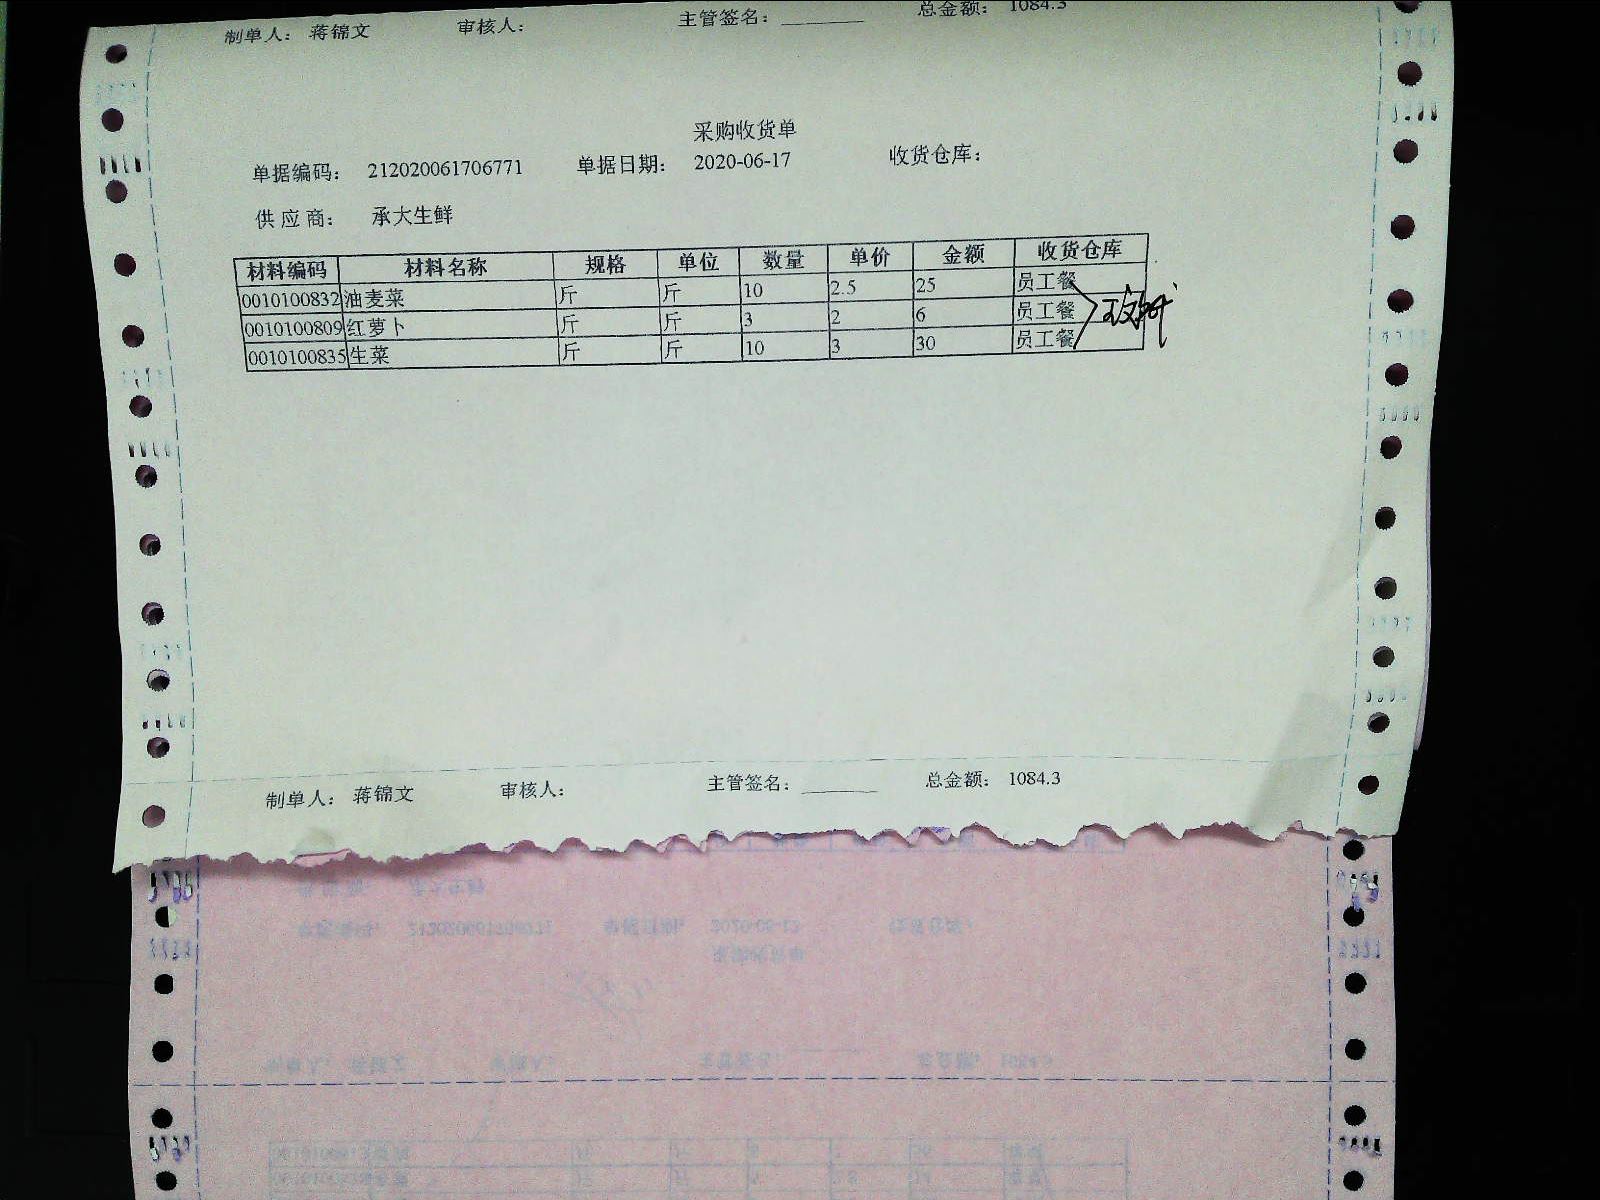 制单人： 蒋锦文 审核人： 主管签名： 总金额： 1084.3
采购收货单
单据编码： 212020061706771 单据日期： 2020-06-17 收货仓库：
供应商： 承大生鲜
材料编码 材料名称 规格 单位 数量 单价 金额 收货仓库
0010100832 油麦菜 斤 斤 10 2.5 25 员工餐
0010100809 红萝卜 斤 斤 3 2 6 员工餐
0010100835 生菜 斤 斤 10 3 30 员工餐
制单人： 蒋锦文 审核人： 主管签名： 总金额： 1084.3